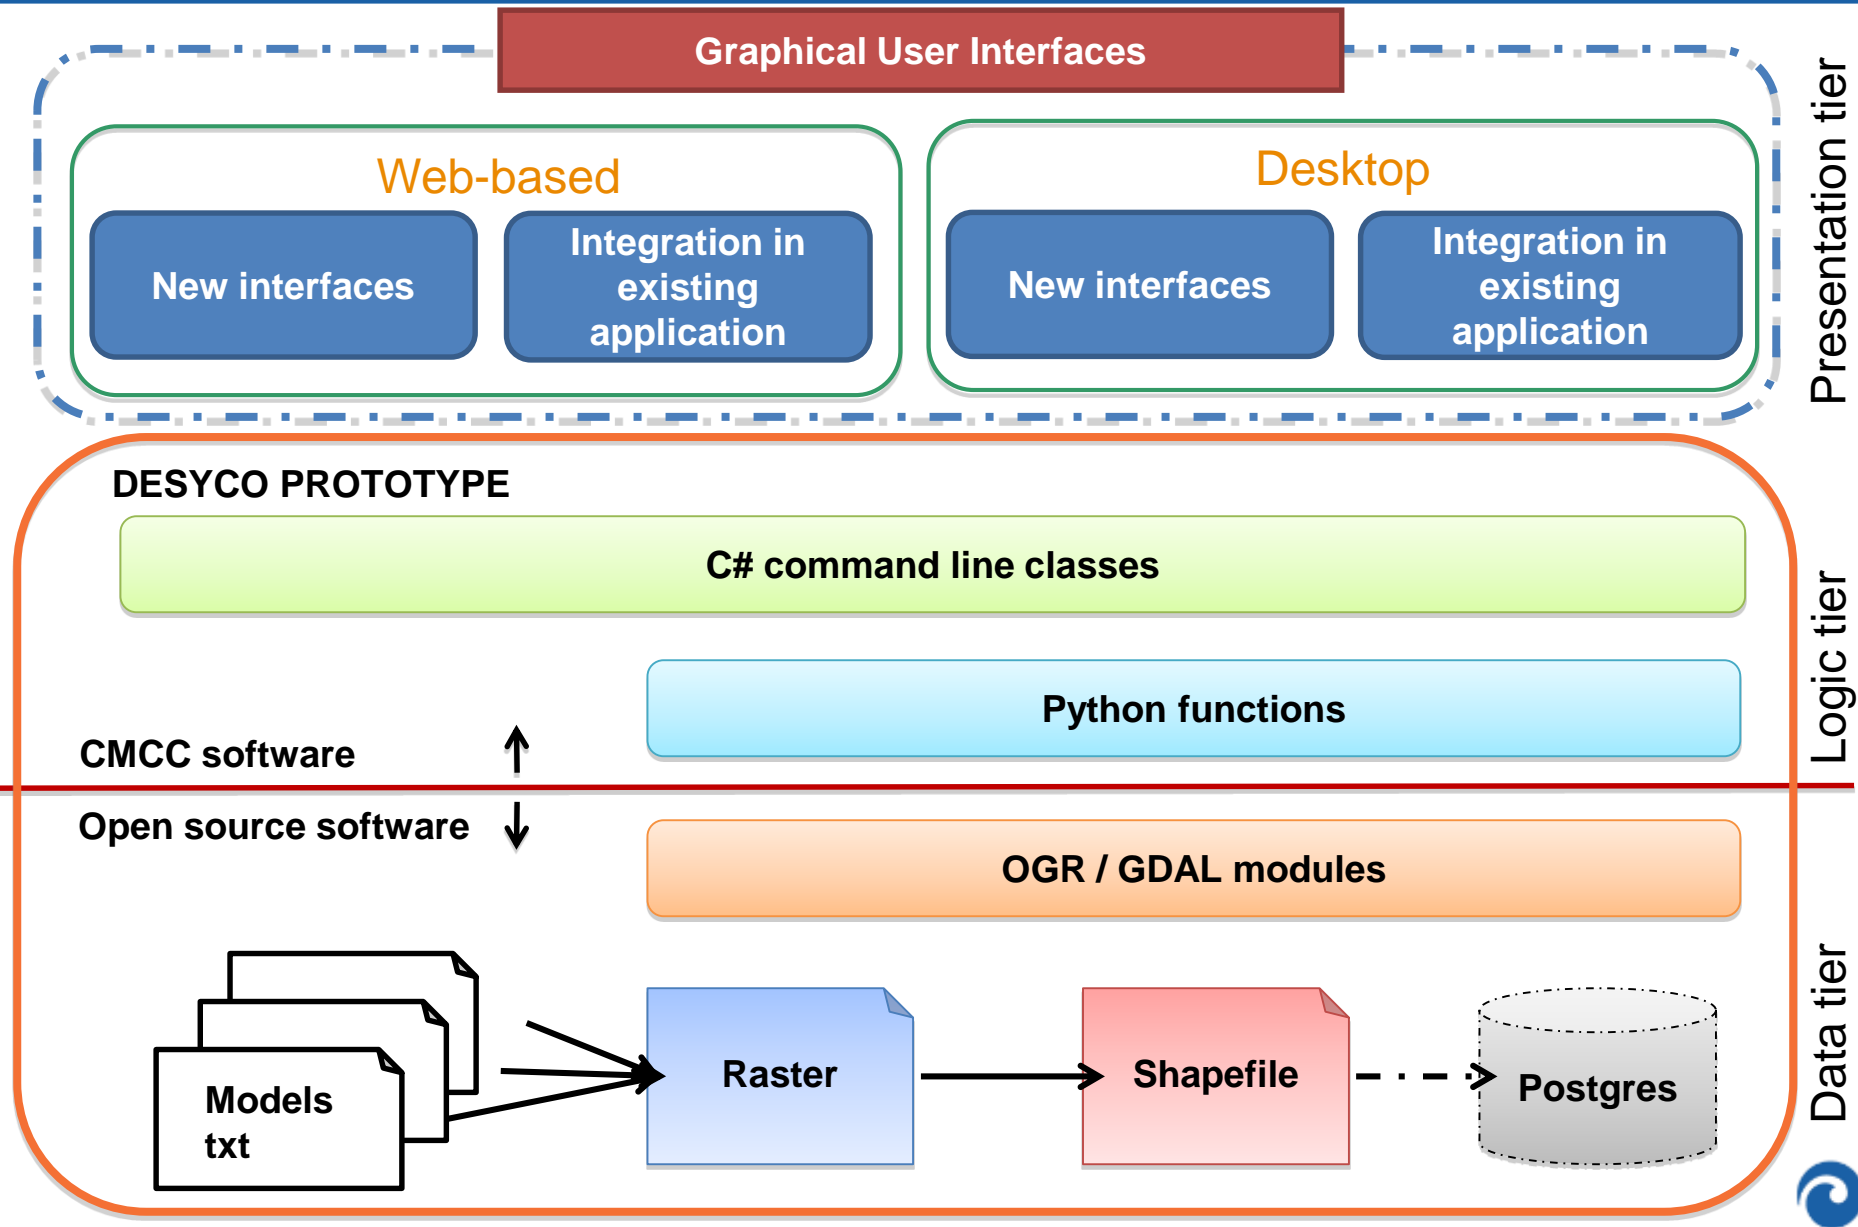 Graphical User Interfaces
Presentation tier
Web-based
New interfaces
Integration in
existing
application
Desktop
New interfaces
Integration in
existing
application
DESYCO PROTOTYPE
C# command line classes
Logic tier
Python functions
CMCC software
Open source software
OGR / GDAL modules
Data tier
Models
txt
Raster
Shapefile
Postgres